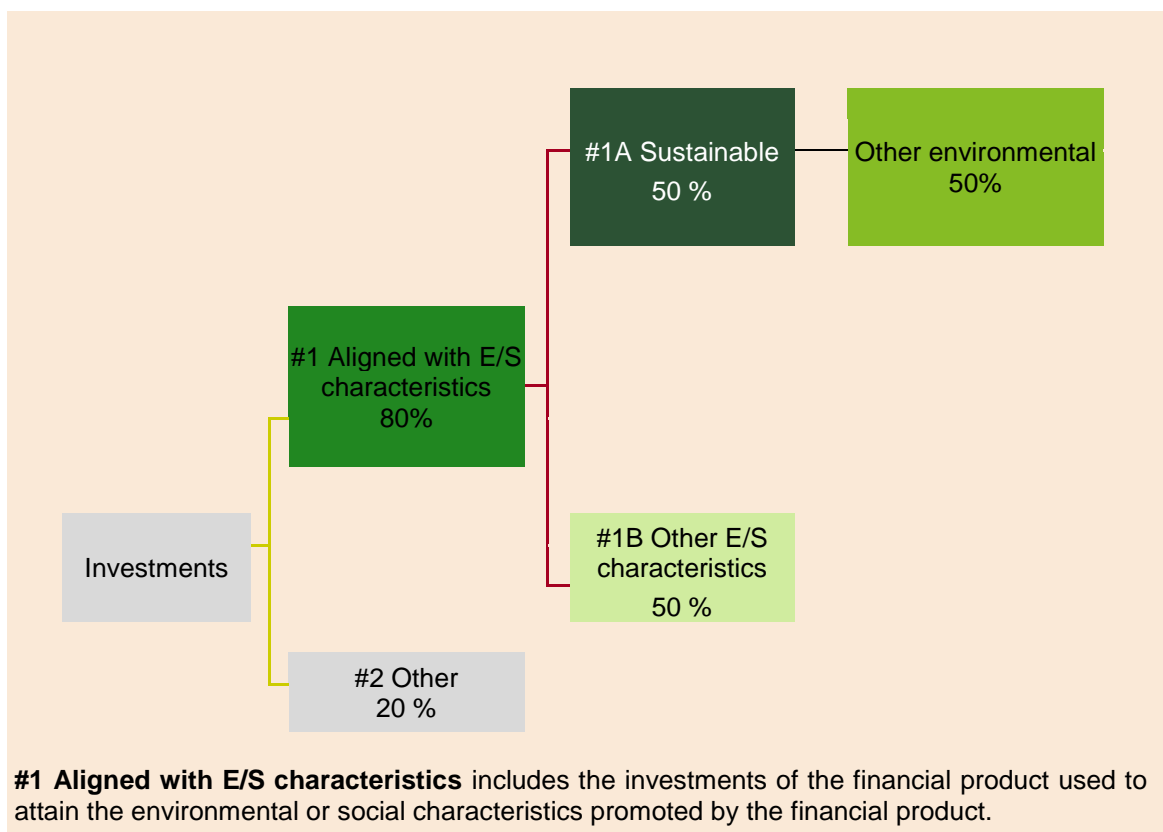 #1A Sustainable
50 %
Other environmental
50%
#1 Aligned with E/S
characteristics
80%
Investments
#1B Other E/S
characteristics
50 %
#2 Other
20 %
#1 Aligned with E/S characteristics includes the investments of the financial product used to
attain the environmental or social characteristics promoted by the financial product.